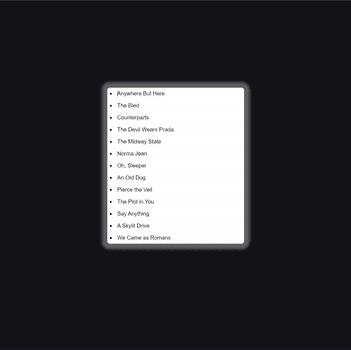 • Anywhere But Here
• The Bled
• Counterparts
• The Devil Wears Prada
• The Midway State
• Norma Jean
• Oh, Sleeper
• An Old Dog
• Pierce the Veil
• The Plot in You
• Say Anything
• A Skylit Drive
• We Came as Romans